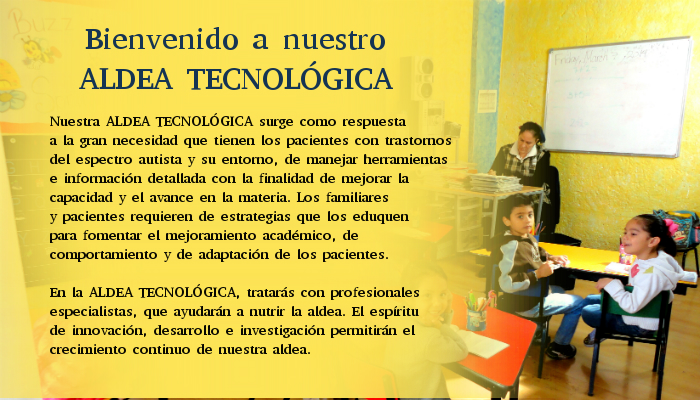 Bienvenido a nuestro
ALDEA TECNOLÓGICA
Nuestra ALDEA TECNOLÓGICA surge como respuesta
a la gran necesidad que tienen los pacientes con trastornos
del espectro autista y su entorno, de manejar herramientas
e información detallada con la finalidad de mejorar la
capacidad y el avance en la materia. Los familiares
y pacientes requieren de estrategias que los eduquen
para fomentar el mejoramiento académico, de
comportamiento y de adaptación de los pacientes.
En la ALDEA TECNOLÓGICA, tratarás con profesionales
especialistas, que ayudarán a nutrir la aldea. El espíritu
de innovación, desarrollo e investigación permitirán el
crecimiento continuo de nuestra aldea.